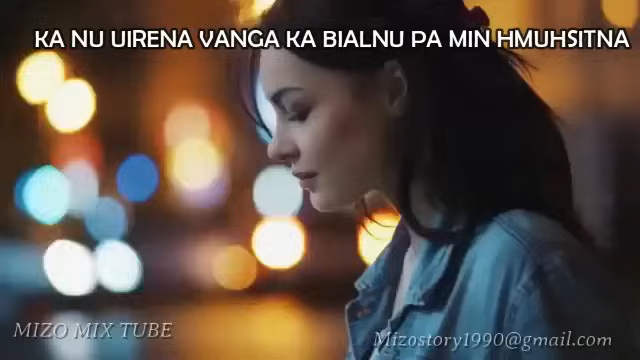 KA NU UIRENA VANGA KA BIALNU PA MIN HMUHSITNA
MIZO MIX TUBE
Mizostory1990@gmail.com